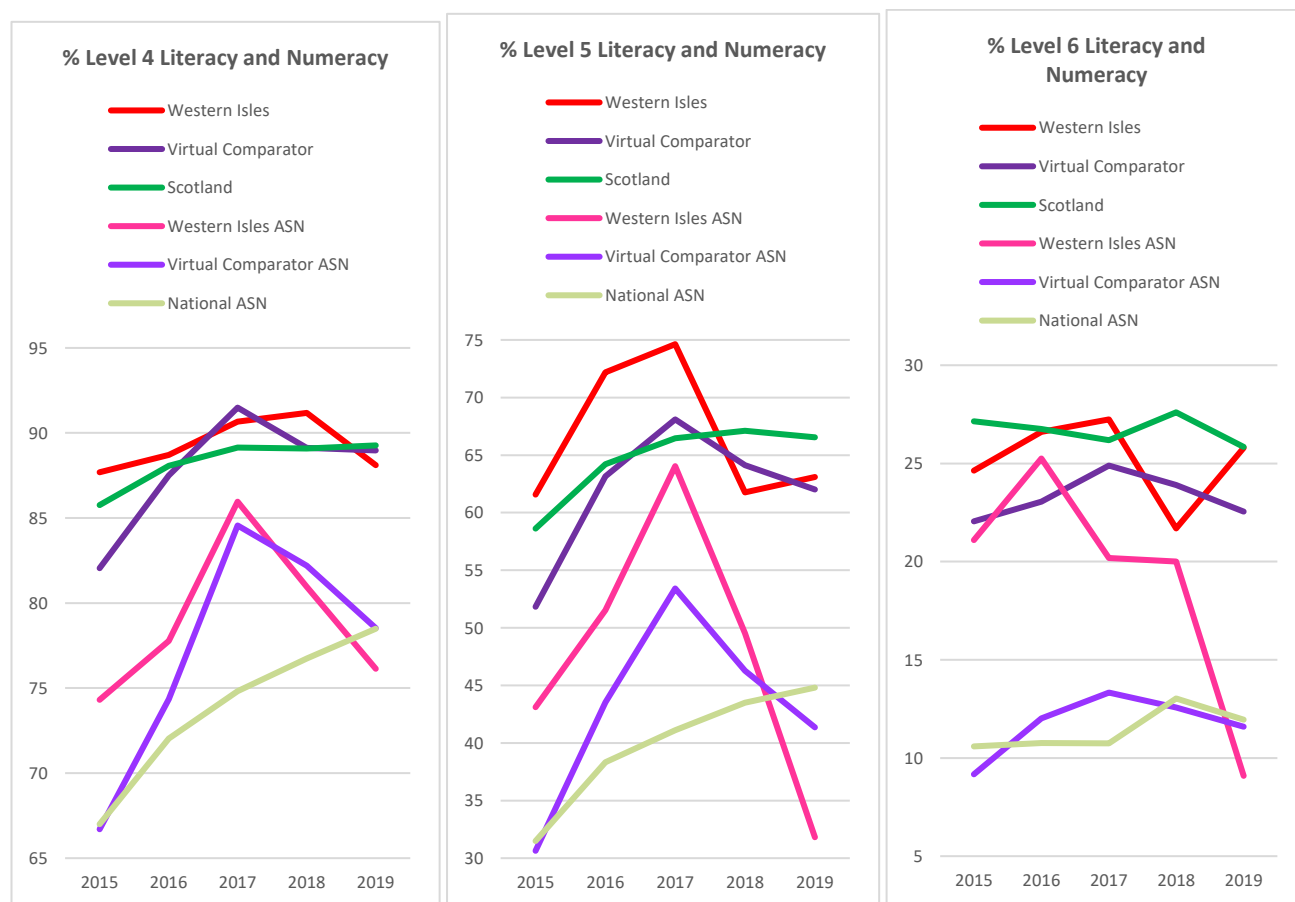 % Level 4 Literacy and Numeracy
Western Isles
Virtual Comparator
Scotland
Western Isles ASN
Virtual Comparator ASN
National ASN
95
90
85
80
75
70
65
2015 2016 2017 2018 2019
% Level 5 Literacy and Numeracy
Western Isles
Virtual Comparator
Scotland
Western Isles ASN
Virtual Comparator ASN
National ASN
75
70
65
60
55
50
45
40
35
30
2015 2016 2017 2018 2019
% Level 6 Literacy and
Numeracy
Western Isles
Virtual Comparator
Scotland
Western Isles ASN
Virtual Comparator ASN
National ASN
30
25
20
15
10
5
2015 2016 2017 2018 2019